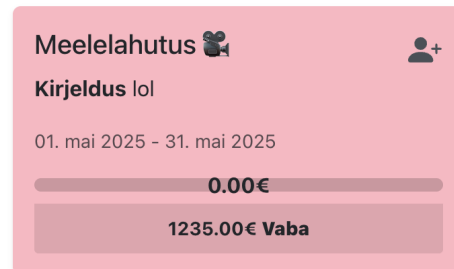 Meelelahutus 🎥
Kirjeldus lol
01. mai 2025 - 31. mai 2025
0.00€
1235.00€ Vaba